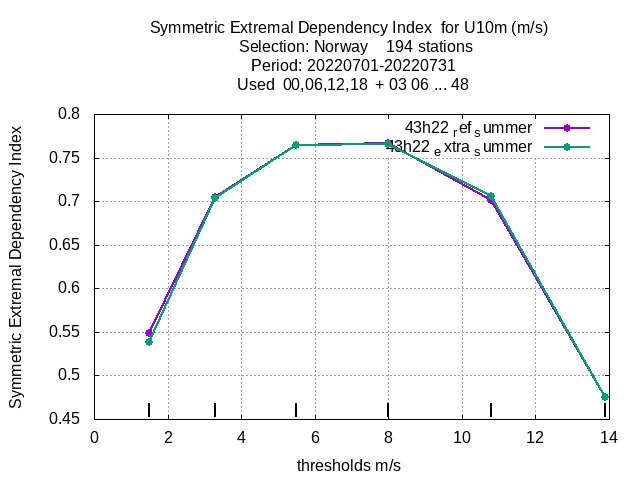 Symmetric Extremal Dependency Index  for U10m (m/s)
Selection: Norway    194 stations
Period: 20220701-20220731
Used  00,06,12,18  + 03 06 ... 48
Symmetric Extremal Dependency Index
0.8
0.75
0.7
0.65
0.6
0.55
0.5
0.45
43h22 ref summer
43h22 extra summer
0 2 4 6 8 10 12 14
thresholds m/s